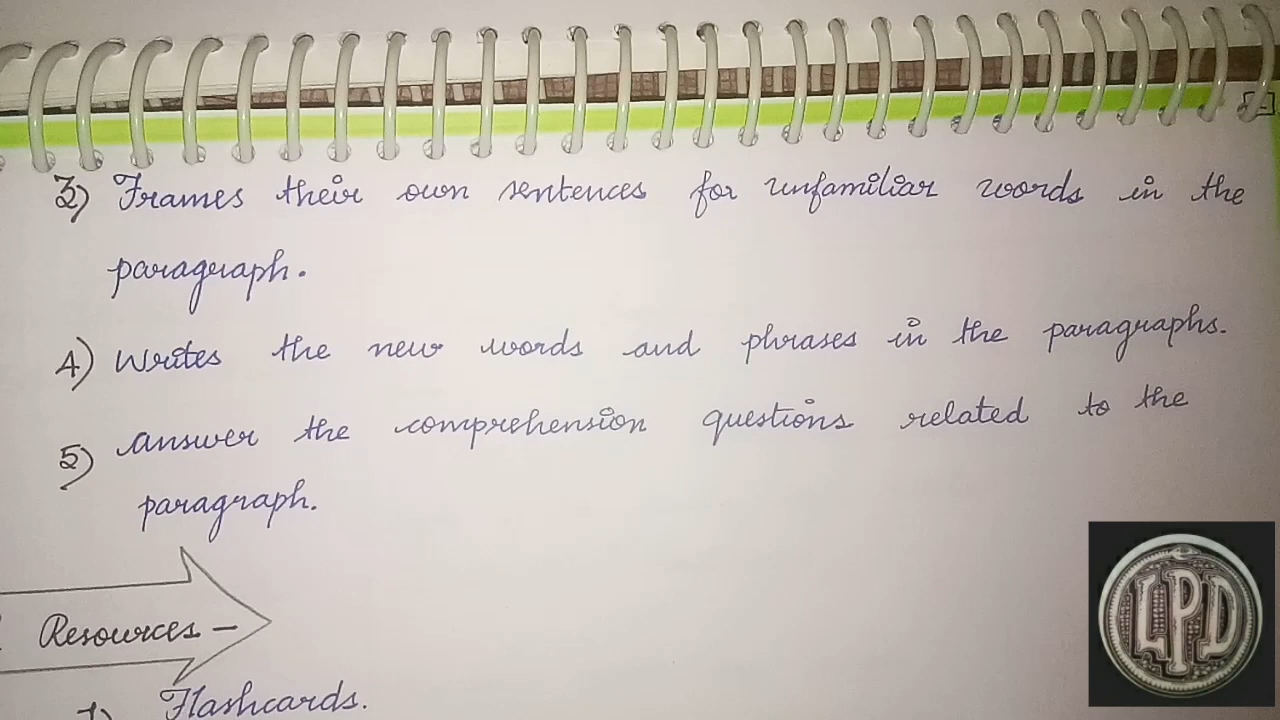 3) Frames their own sentences for unfamiliar words in the
paragraph.
4) Writes the new words and phrases in the paragraphs.
5) Answer the comprehension questions related to the
paragraph.
Resources –
1) Flashcards.
LPD